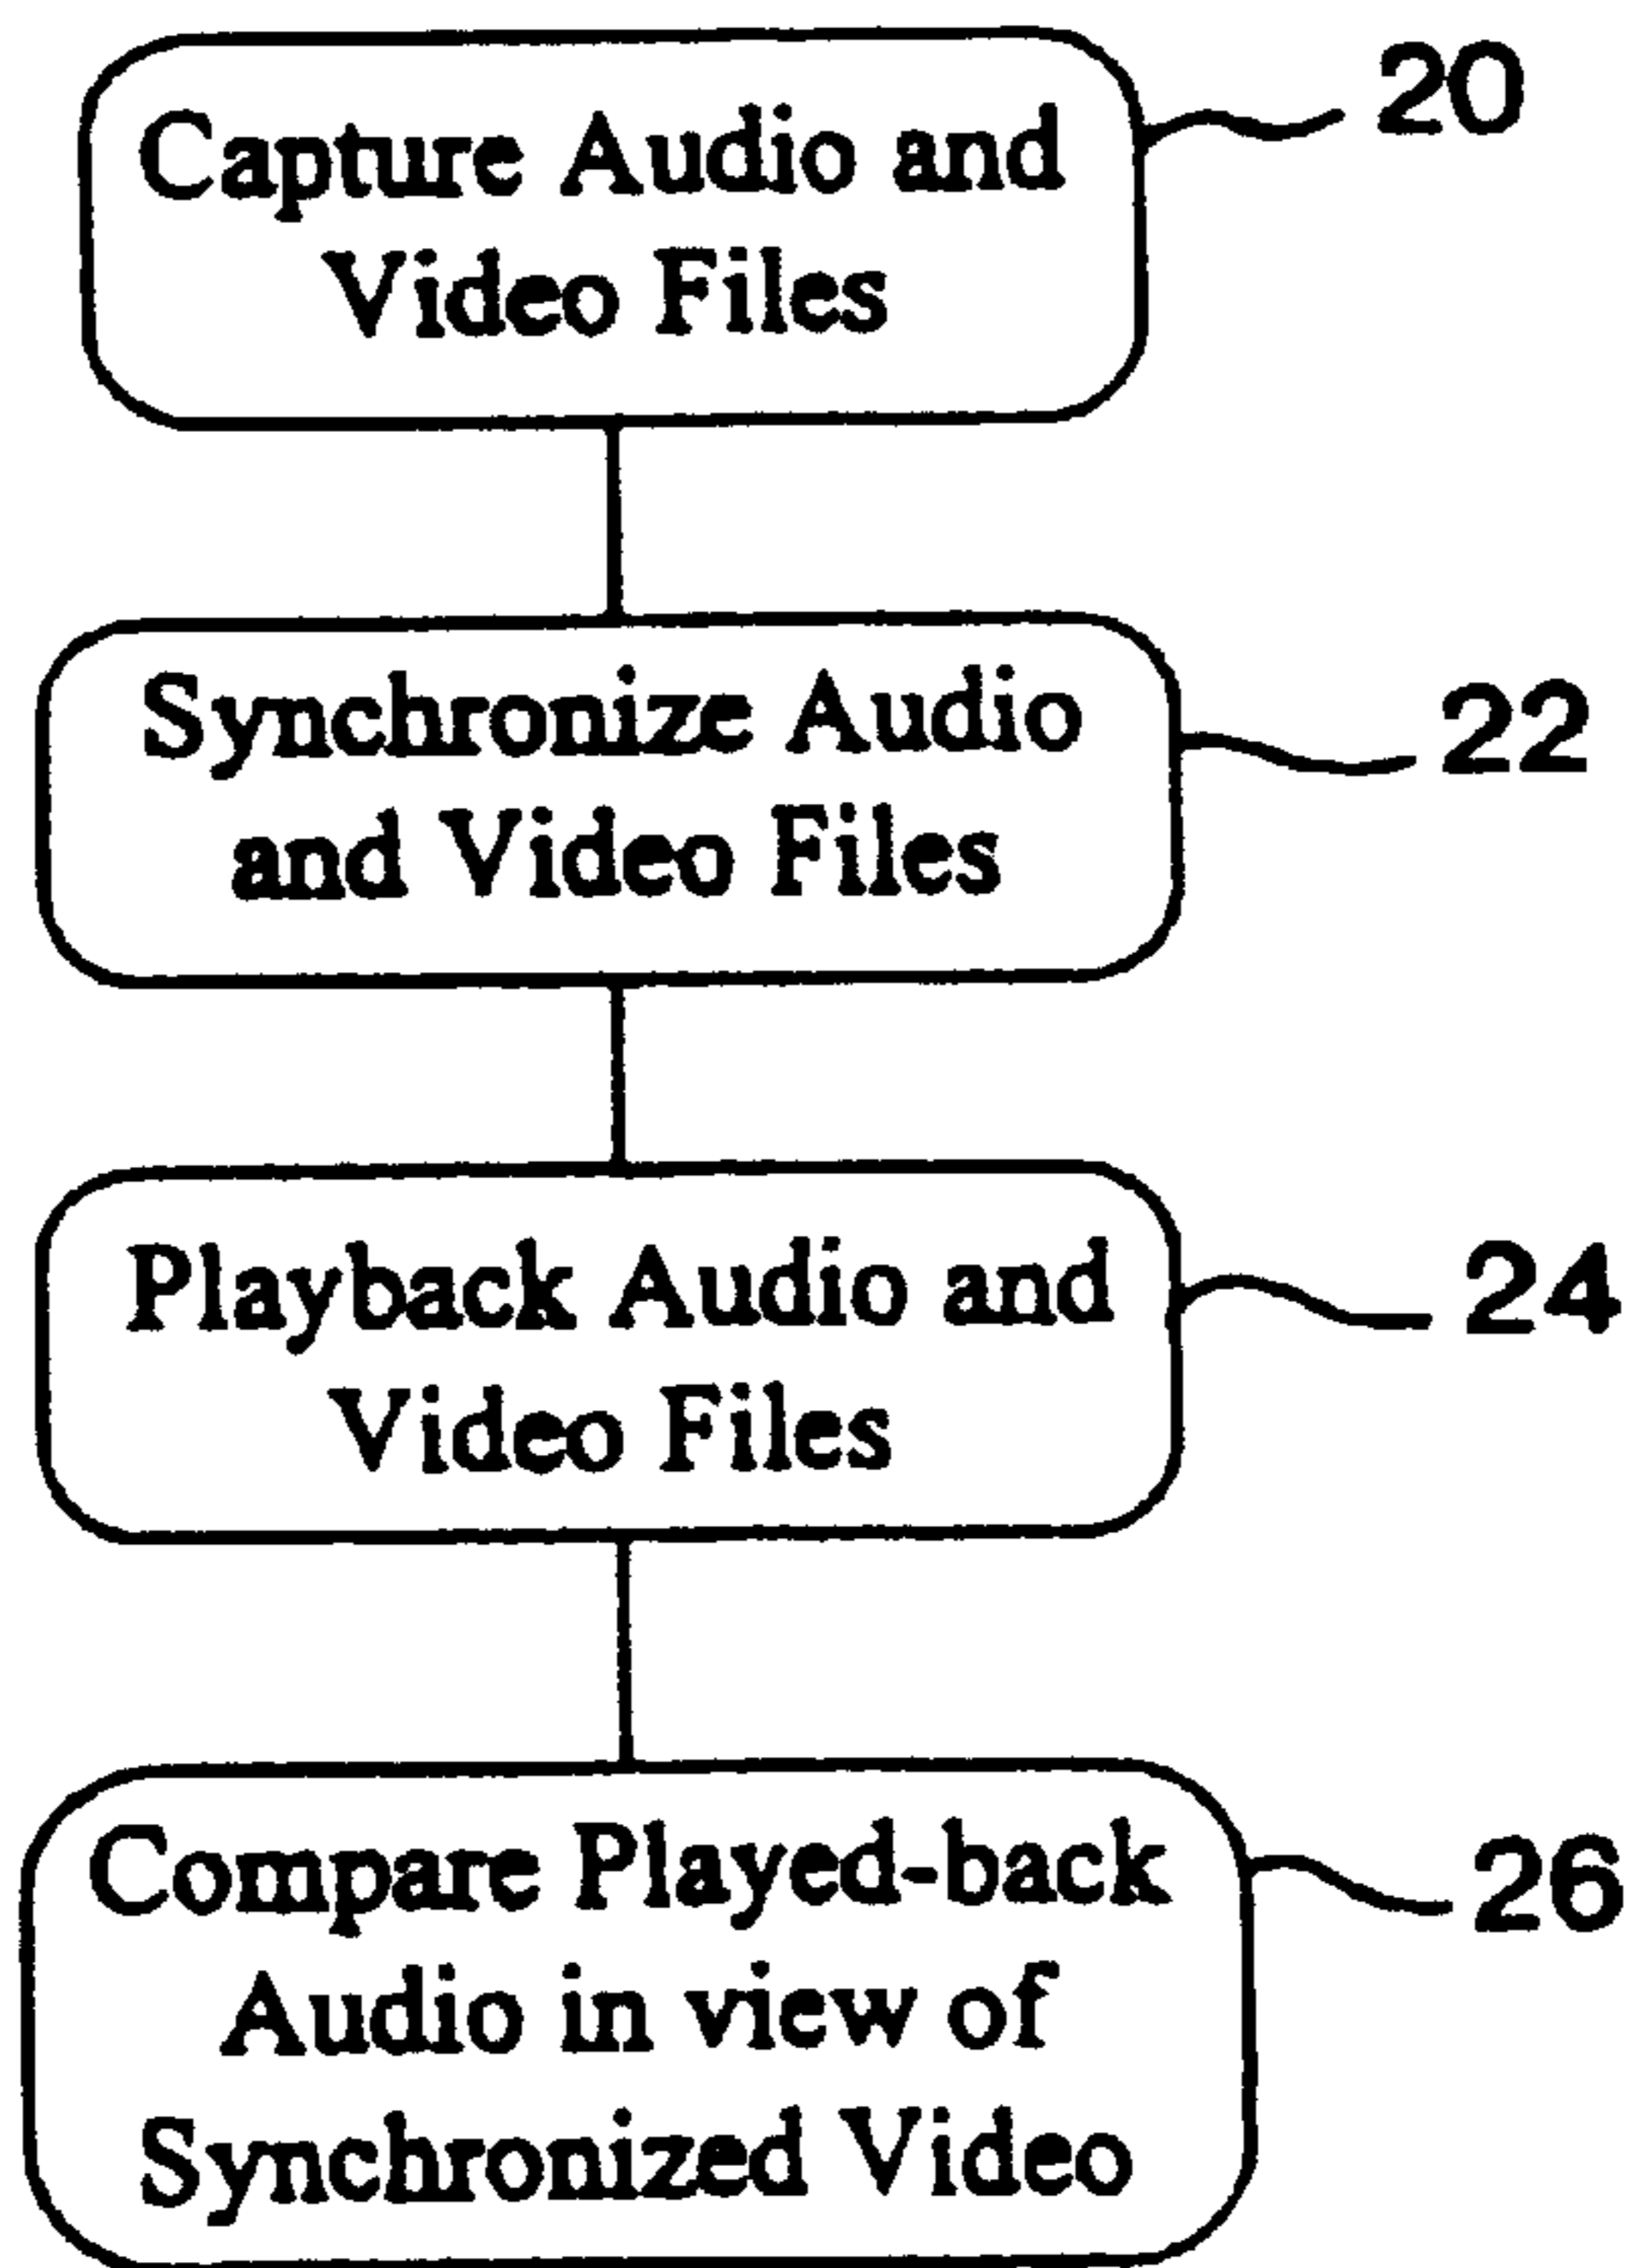 Capture Audio and
Video Files
20
Synchronize Audio
and Video Files
22
Playback Audio and
Video Files
24
Compare Played-back
Audio in view of
Synchronized Video
26